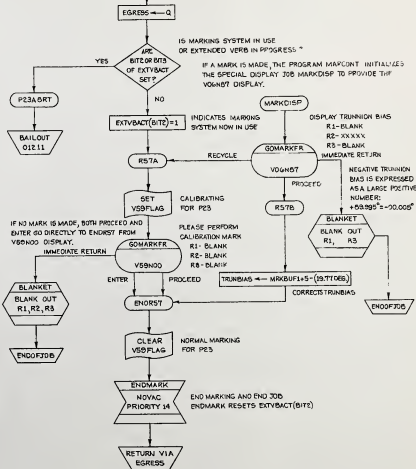 EGRESS ← Q
IS MARKING SYSTEM IN USE
OR EXTENDED VERB IN PROGRESS?
ARE
BIT2 OR BIT3
OF EXTVBACT
SET?
YES
NO
P23ABRT
BAILOUT
01211
IF A MARK IS MADE, THE PROGRAM MARKCONT INITIALIZES
THE SPECIAL DISPLAY JOB MARKDISP TO PROVIDE THE
V06N87 DISPLAY.
EXTVBACT(BIT2)=1
INDICATES MARKING
SYSTEM NOW IN USE
MARKDISP
DISPLAY TRUNNION BIAS
R1-BLANK
R2-XXXXX
R3-BLANK
R57A
RECYCLE
GOMARKFR
V06N87
IMMEDIATE RETURN
PROCEED
NEGATIVE TRUNNION
BIAS IS EXPRESSED
AS A LARGE POSITIVE
NUMBER:
SET
V59FLAG
CALIBRATING
FOR P23
R57B
BLANKET
BLANK OUT
R1, R3
IF NO MARK IS MADE, BOTH PROCEED AND
ENTER GO DIRECTLY TO ENDR57 FROM
V59N00 DISPLAY.
GOMARKFR
V59N00
PLEASE PERFORM
CALIBRATION MARK
R1- BLANK
R2- BLANK
R3- BLANK
IMMEDIATE RETURN
ENTER
PROCEED
BLANKET
BLANK OUT
R1,R2,R3
TRUNBIAS ← MRKBUF1+5-(19.77DEG.)
CORRECTS TRUNBIAS
ENDOFJOB
ENDR57
ENDOFJOB
CLEAR
V59FLAG
NORMAL MARKING
FOR P23
ENDMARK
NOVAC
PRIORITY 14
END MARKING AND END JOB
ENDMARK RESETS EXTVBACT(BIT2)
RETURN VIA
EGRESS